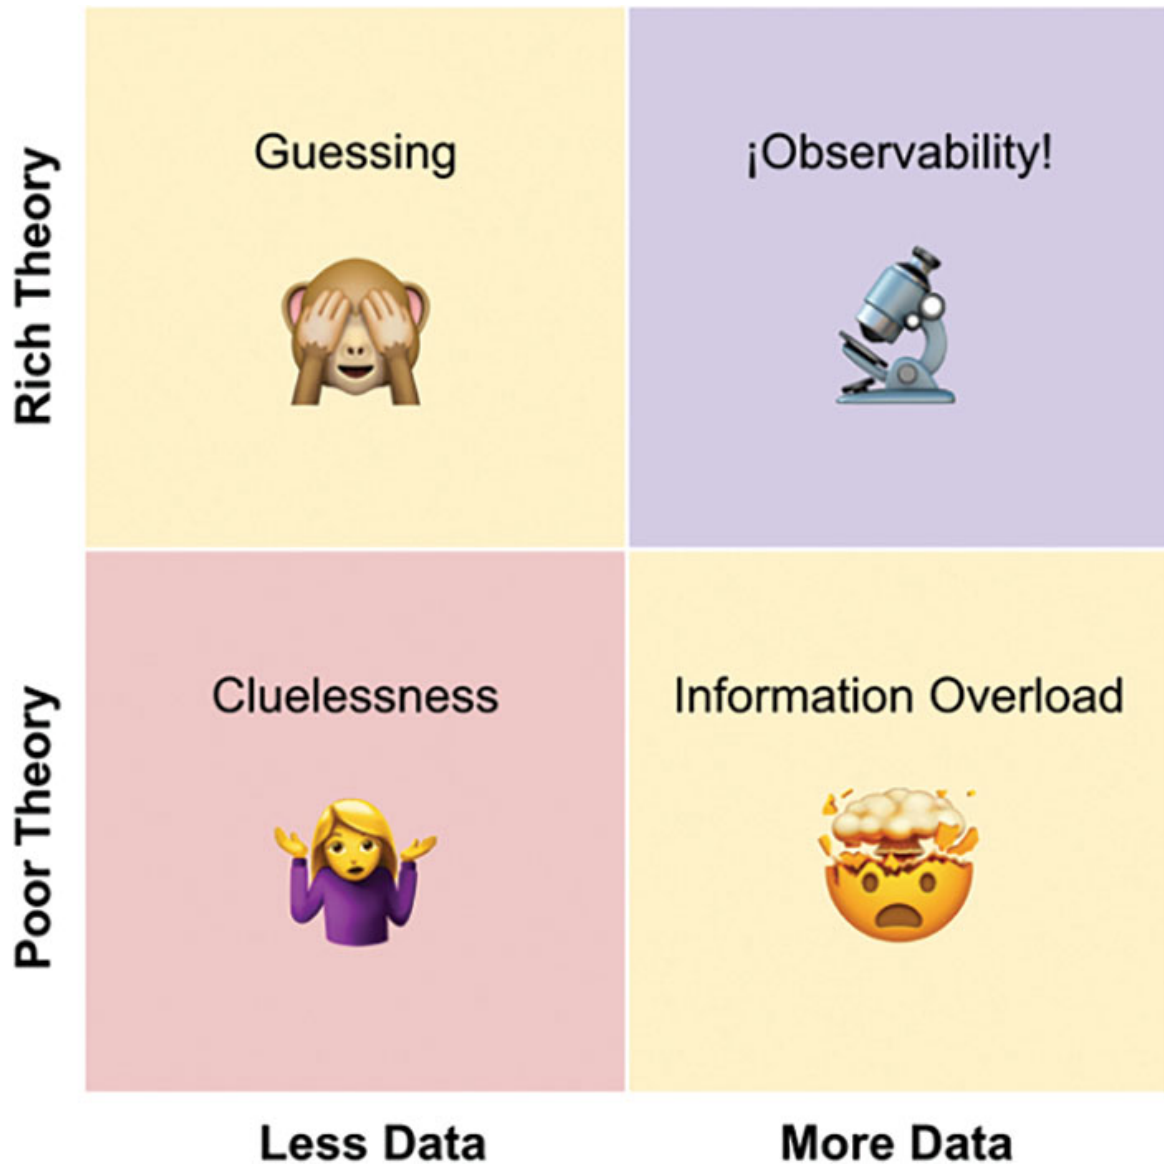 Rich Theory
Guessing
¡Observability!
Poor Theory
Cluelessness
Information Overload
Less Data
More Data